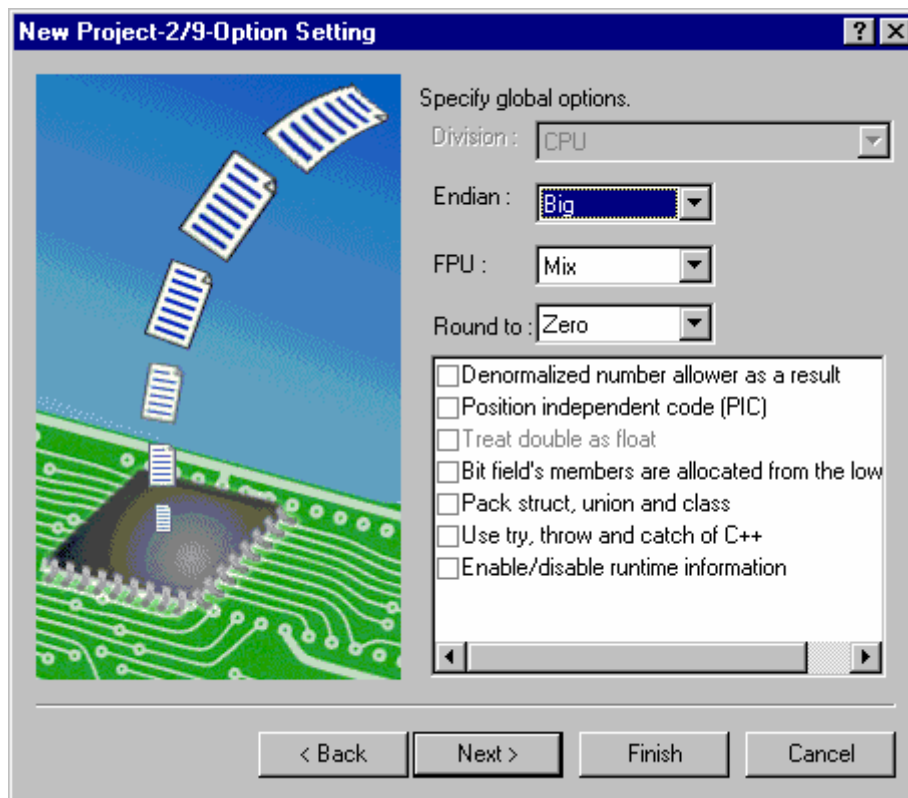 New Project-2/9-Option Setting
Specify global options.
Division : CPU
Endian : Big
FPU : Mix
Round to : Zero
Denormalized number allower as a result
Position independent code (PIC)
Treat double as float
Bit field's members are allocated from the low
Pack struct, union and class
Use try, throw and catch of C++
Enable/disable runtime information
< Back Next > Finish Cancel